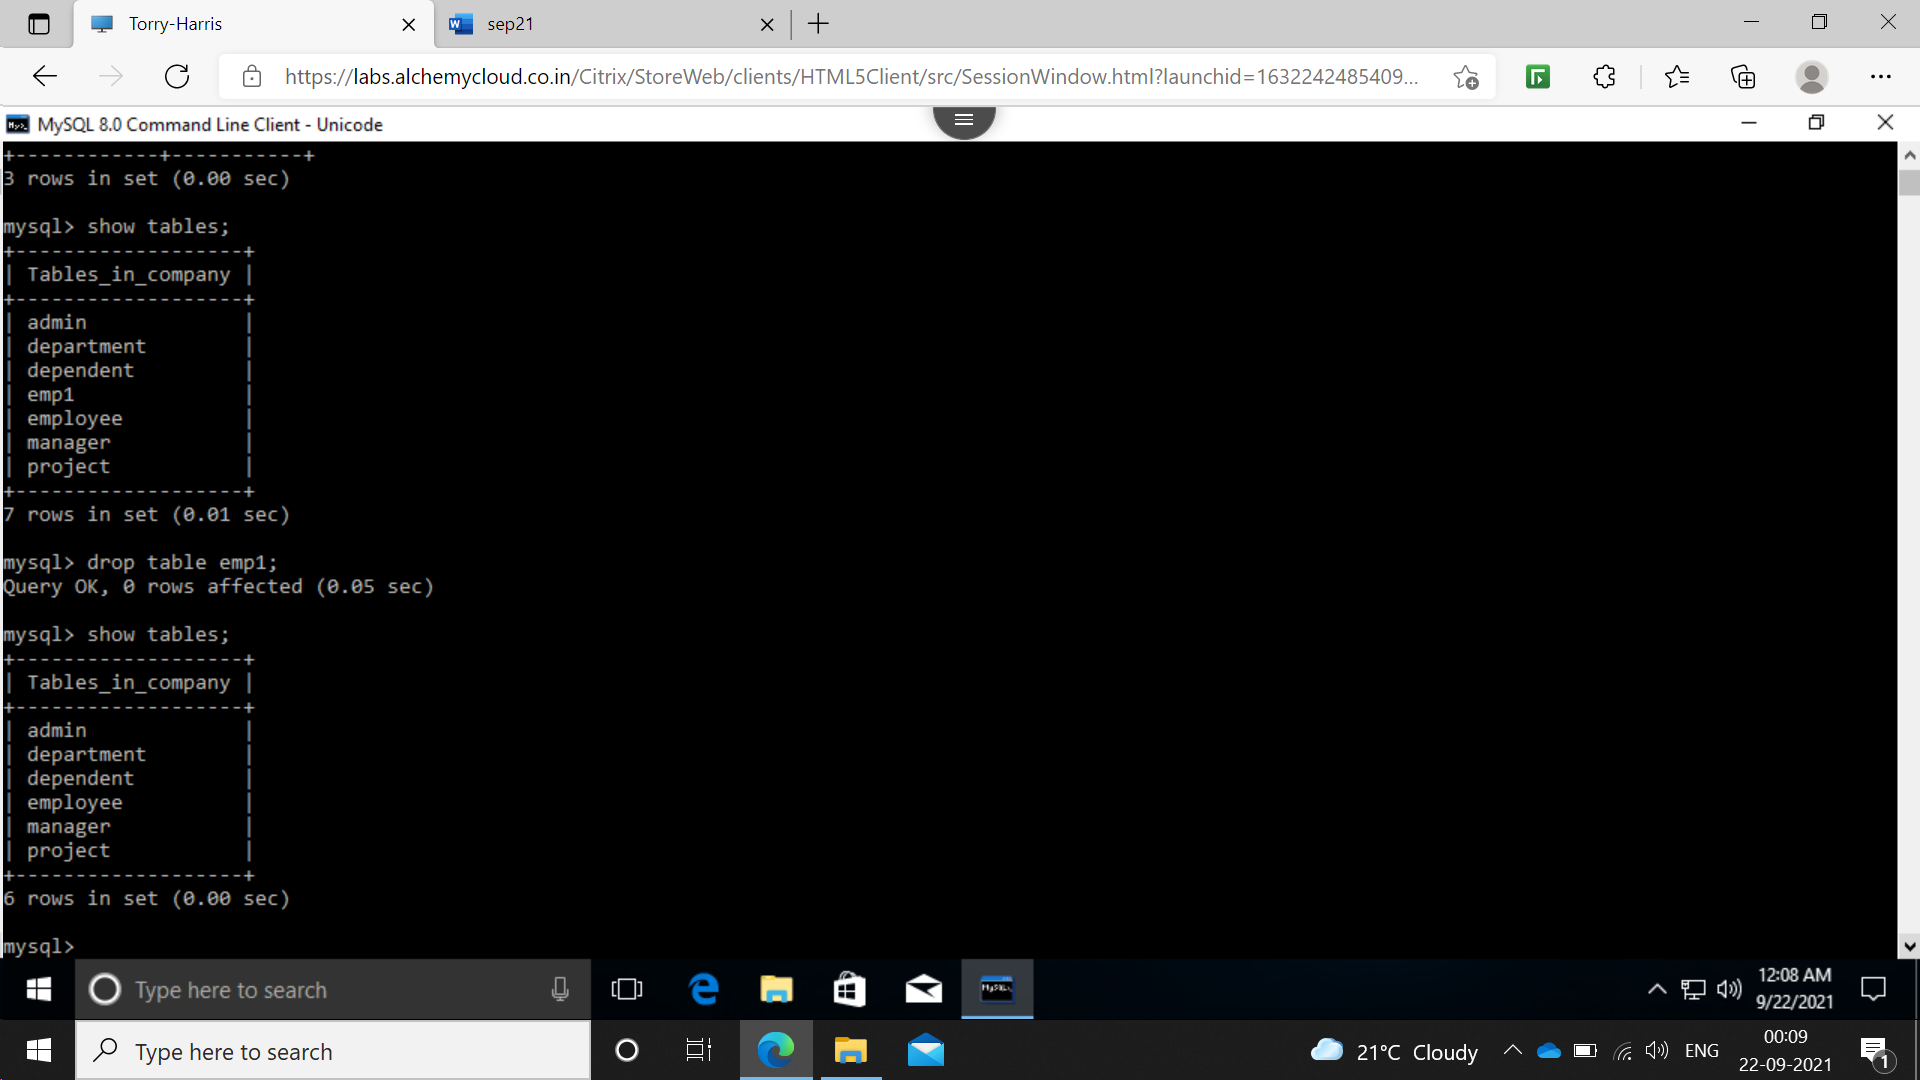 Torry-Harris
sep21
https://labs.alchemycloud.co.in/Citrix/StoreWeb/clients/HTML5Client/src/SessionWindow.html?launchid=1632242485409...
MySQL 8.0 Command Line Client - Unicode
+------------+-----------+
3 rows in set (0.00 sec)
mysql> show tables;
+-------------------+
| Tables_in_company |
+-------------------+
| admin             |
| department        |
| dependent         |
| emp1              |
| employee          |
| manager           |
| project           |
+-------------------+
7 rows in set (0.01 sec)
mysql> drop table emp1;
Query OK, 0 rows affected (0.05 sec)
mysql> show tables;
+-------------------+
| Tables_in_company |
+-------------------+
| admin             |
| department        |
| dependent         |
| employee          |
| manager           |
| project           |
+-------------------+
6 rows in set (0.00 sec)
mysql>
Type here to search
12:08 AM
9/22/2021
Type here to search
21°C Cloudy
ENG
00:09
22-09-2021
1